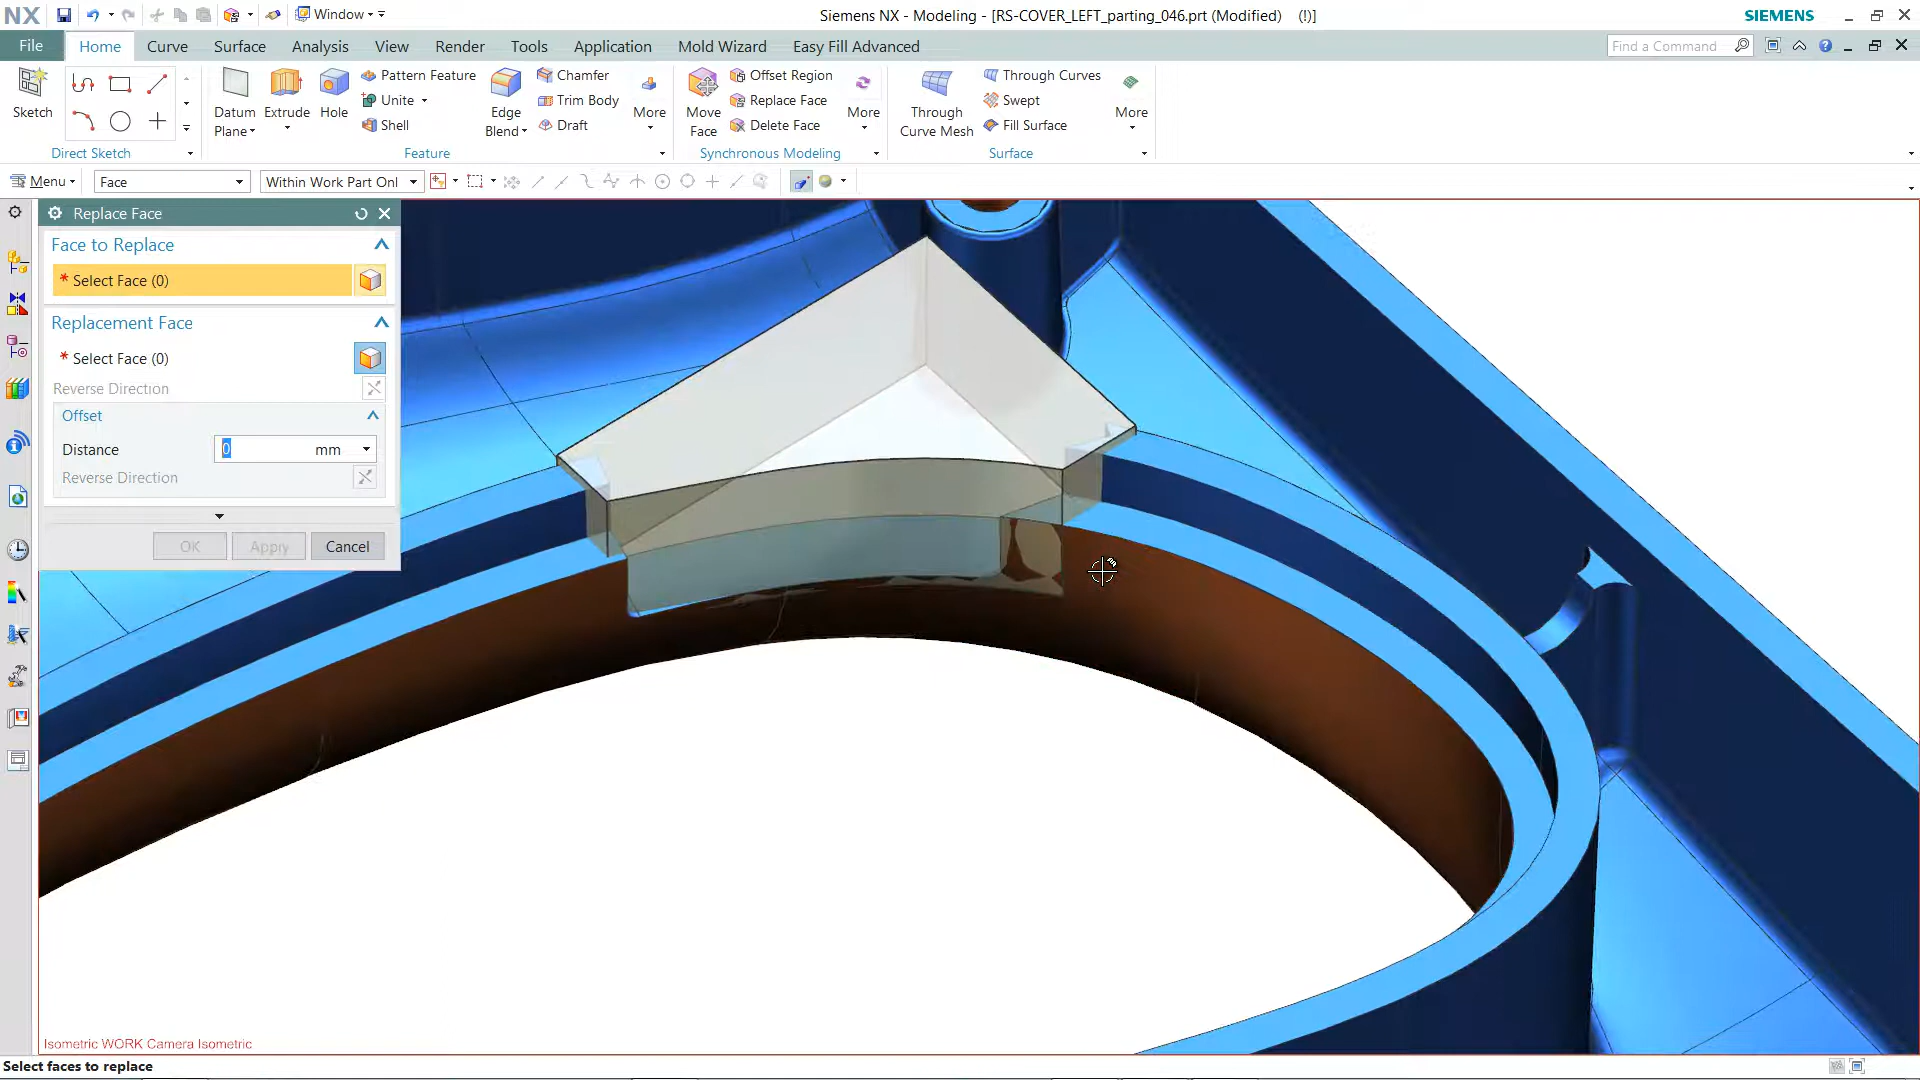 NX
Window
Siemens NX - Modeling - [RS-COVER_LEFT_parting_046.prt (Modified) (!)]
SIEMENS
File
Home
Curve
Surface
Analysis
View
Render
Tools
Application
Mold Wizard
Easy Fill Advanced
Find a Command
Sketch
Datum
Plane
Extrude
Hole
Pattern Feature
Unite
Shell
Edge
Blend
Chamfer
Trim Body
Draft
More
Move
Face
Offset Region
Replace Face
Delete Face
More
Through
Curve Mesh
Through Curves
Swept
Fill Surface
More
Direct Sketch
Feature
Synchronous Modeling
Surface
Menu
Face
Within Work Part Onl
Replace Face
Face to Replace
* Select Face (0)
Replacement Face
* Select Face (0)
Reverse Direction
Offset
Distance
0 mm
Reverse Direction
OK
Apply
Cancel
Isometric WORK Camera Isometric
Select faces to replace